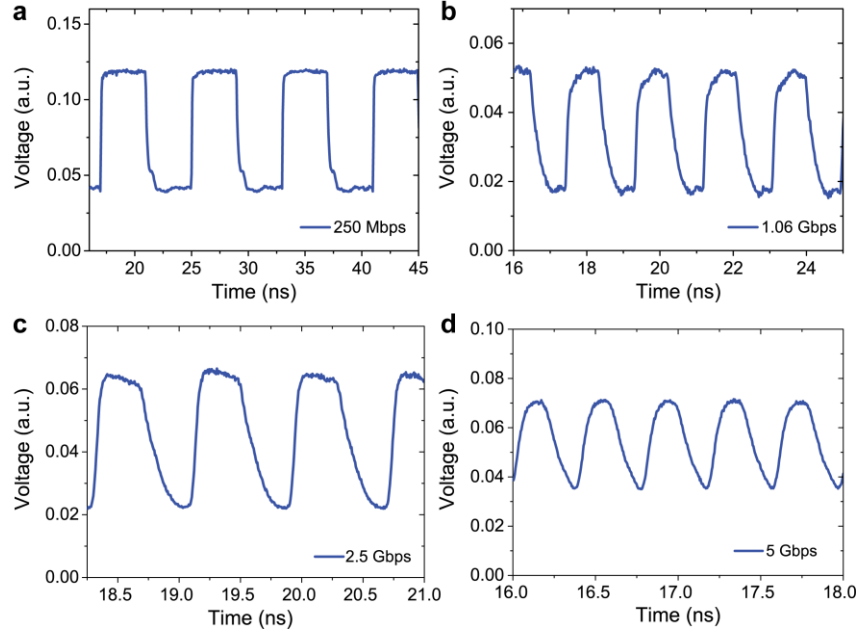 a
0.15
0.10
0.05
0.00
Voltage (a.u.)
20 25 30 35 40 45
Time (ns)
250 Mbps
b
0.06
0.04
0.02
0.00
Voltage (a.u.)
16 18 20 22 24
Time (ns)
1.06 Gbps
c
0.08
0.06
0.04
0.02
0.00
Voltage (a.u.)
18.5 19.0 19.5 20.0 20.5 21.0
Time (ns)
2.5 Gbps
d
0.10
0.08
0.06
0.04
0.02
0.00
Voltage (a.u.)
16.0 16.5 17.0 17.5 18.0
Time (ns)
5 Gbps